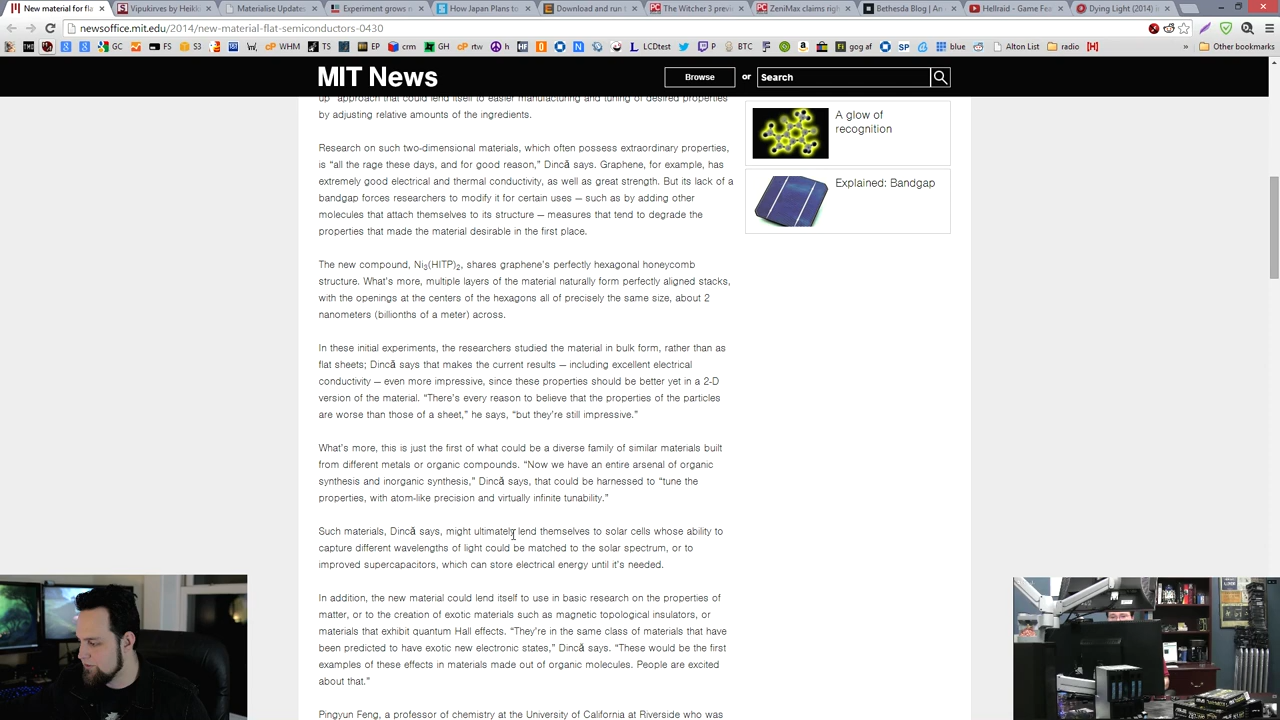 New material for fla
Vipukirves by Heikk
Materialise Updates
Experiment grows n
How Japan Plans to
Download and run
The Witcher 3 previ
ZeniMax claims righ
Bethesda Blog | An
Hellraid - Game Fea
Dying Light (2014) i
newsoffice.mit.edu/2014/new-material-flat-semiconductors-0430
GC
FS
S3
WHM
TS
EP
crm
GH
rtw
h
HF
LCDtest
P
BTC
gog af
SP
blue
Alton List
radio
[H]
»
Other bookmarks
MIT News
Browse
or
Search
up" approach that could lend itself to easier manufacturing and tuning of desired properties
by adjusting relative amounts of the ingredients.
Research on such two-dimensional materials, which often possess extraordinary properties,
is “all the rage these days, and for good reason,” Dincă says. Graphene, for example, has
extremely good electrical and thermal conductivity, as well as great strength. But its lack of a
bandgap forces researchers to modify it for certain uses — such as by adding other
molecules that attach themselves to its structure — measures that tend to degrade the
properties that made the material desirable in the first place.
The new compound, Ni3(HITP)2, shares graphene’s perfectly hexagonal honeycomb
structure. What’s more, multiple layers of the material naturally form perfectly aligned stacks,
with the openings at the centers of the hexagons all of precisely the same size, about 2
nanometers (billionths of a meter) across.
In these initial experiments, the researchers studied the material in bulk form, rather than as
flat sheets; Dincă says that makes the current results — including excellent electrical
conductivity — even more impressive, since these properties should be better yet in a 2-D
version of the material. “There’s every reason to believe that the properties of the particles
are worse than those of a sheet,” he says, “but they’re still impressive.”
What’s more, this is just the first of what could be a diverse family of similar materials built
from different metals or organic compounds. “Now we have an entire arsenal of organic
synthesis and inorganic synthesis,” Dincă says, that could be harnessed to “tune the
properties, with atom-like precision and virtually infinite tunability.”
Such materials, Dincă says, might ultimately lend themselves to solar cells whose ability to
capture different wavelengths of light could be matched to the solar spectrum, or to
improved supercapacitors, which can store electrical energy until it’s needed.
In addition, the new material could lend itself to use in basic research on the properties of
matter, or to the creation of exotic materials such as magnetic topological insulators, or
materials that exhibit quantum Hall effects. “They’re in the same class of materials that have
been predicted to have exotic new electronic states,” Dincă says. “These would be the first
examples of these effects in materials made out of organic molecules. People are excited
about that.”
Pingyun Feng, a professor of chemistry at the University of California at Riverside who was
A glow of
recognition
Explained: Bandgap